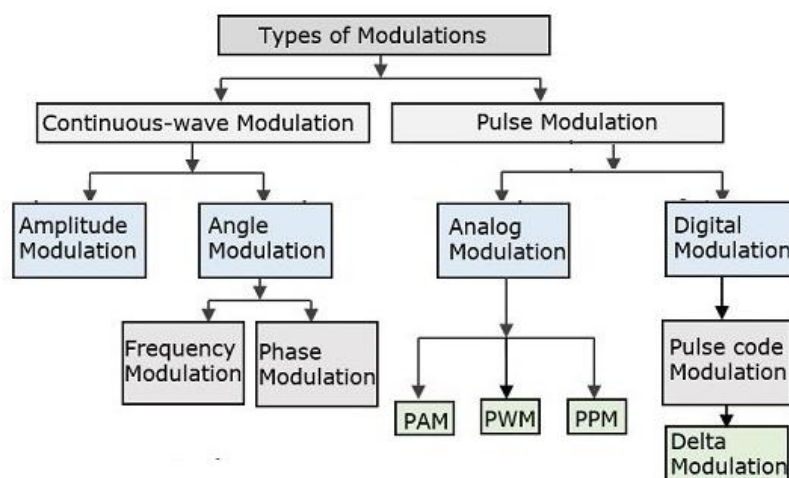 Types of Modulations
Continuous-wave Modulation
Pulse Modulation
Amplitude
Modulation
Angle
Modulation
Analog
Modulation
Digital
Modulation
Frequency
Modulation
Phase
Modulation
Pulse code
Modulation
PAM
PWM
PPM
Delta
Modulation